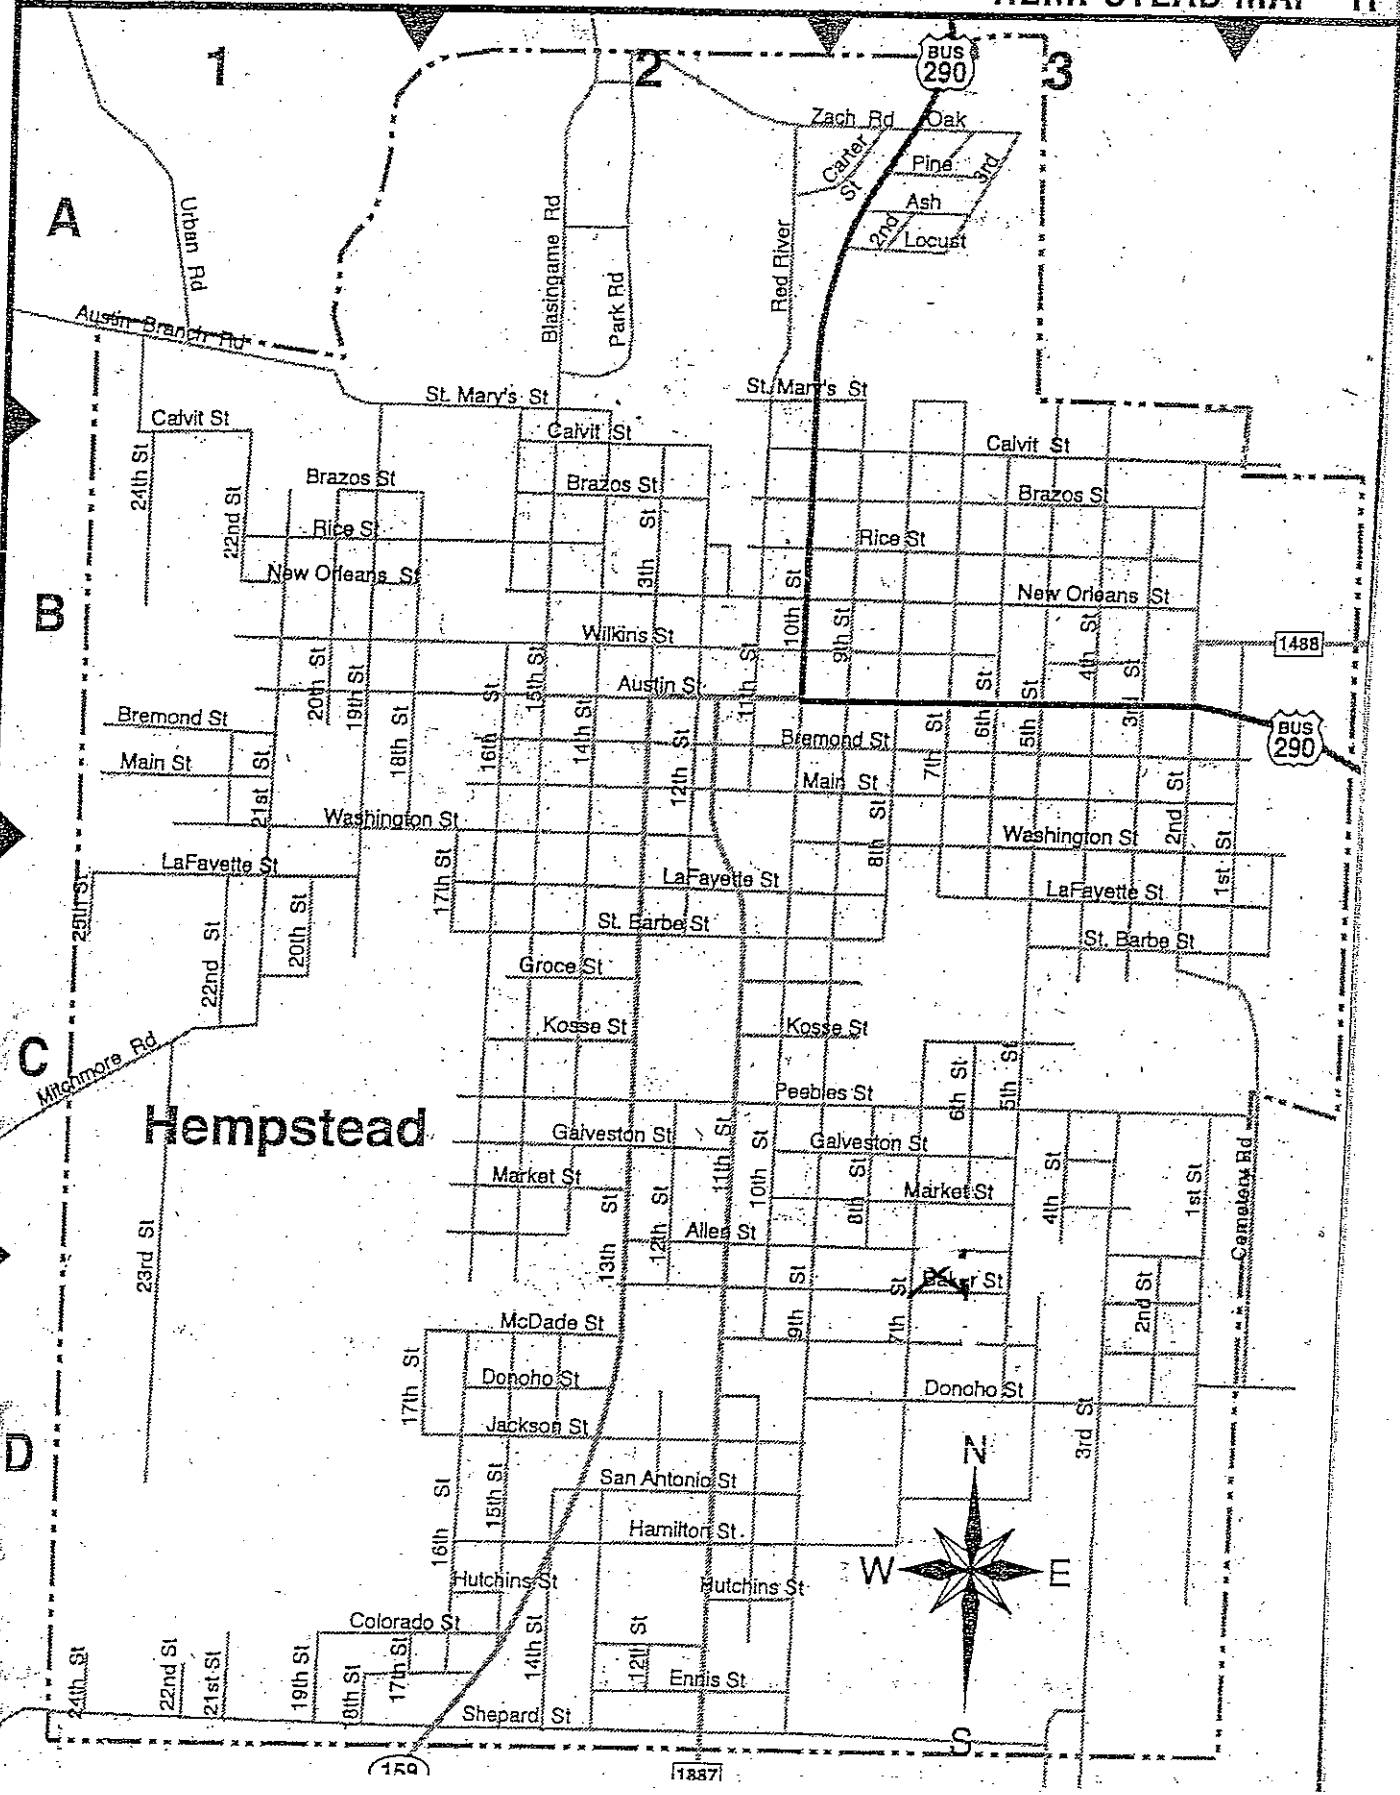 1
2
BUS
290
3
Zach Rd
Oak
Carter
St
Pine
3rd
Ash
2nd
Locust
A
Urban Rd
Blasingame Rd
Park Rd
Red River
Austin Branch Rd
St. Mary's St
St. Mary's St
Calvit St
Calvit St
Calvit St
24th St
22nd St
Brazos St
Brazos St
Brazos St
Rice St
13th St
Rice St
New Orleans St
New Orleans St
B
10th St
9th St
4th St
Wilkins St
1488
20th St
19th St
15th St
11th St
3rd St
Austin St
16th St
14th St
6th St
5th St
Bremond St
18th St
12th St
Bremond St
7th St
BUS
290
Main St
21st St
Main St
2nd St
Washington St
8th St
Washington St
1st St
LaFayette St
17th St
LaFayette St
LaFayette St
25th St
20th St
22nd St
St. Barbe St
St. Barbe St
Groce St
Kosse St
Kosse St
C
Mitchmore Rd
6th St
5th St
Peebles St
Hempstead
Galveston St
11th St
10th St
Galveston St
Market St
8th St
Market St
4th St
1st St
Cemetery Rd
23rd St
13th St
12th St
Allen St
Baker St
9th St
7th St
2nd St
McDade St
17th St
Donoho St
Donoho St
Jackson St
3rd St
D
N
San Antonio St
16th St
15th St
Hamilton St
W
E
Hutchins St
Hutchins St
Colorado St
24th St
22nd St
21st St
19th St
18th St
17th St
14th St
12th St
Ennis St
Shepard St
S
159
1887